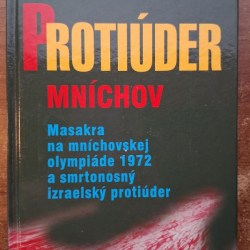 PROTIÚDER
MNÍCHOV
Masakra
na mníchovskej
olympiáde 1972
a smrtonosný
izraelský protiúder